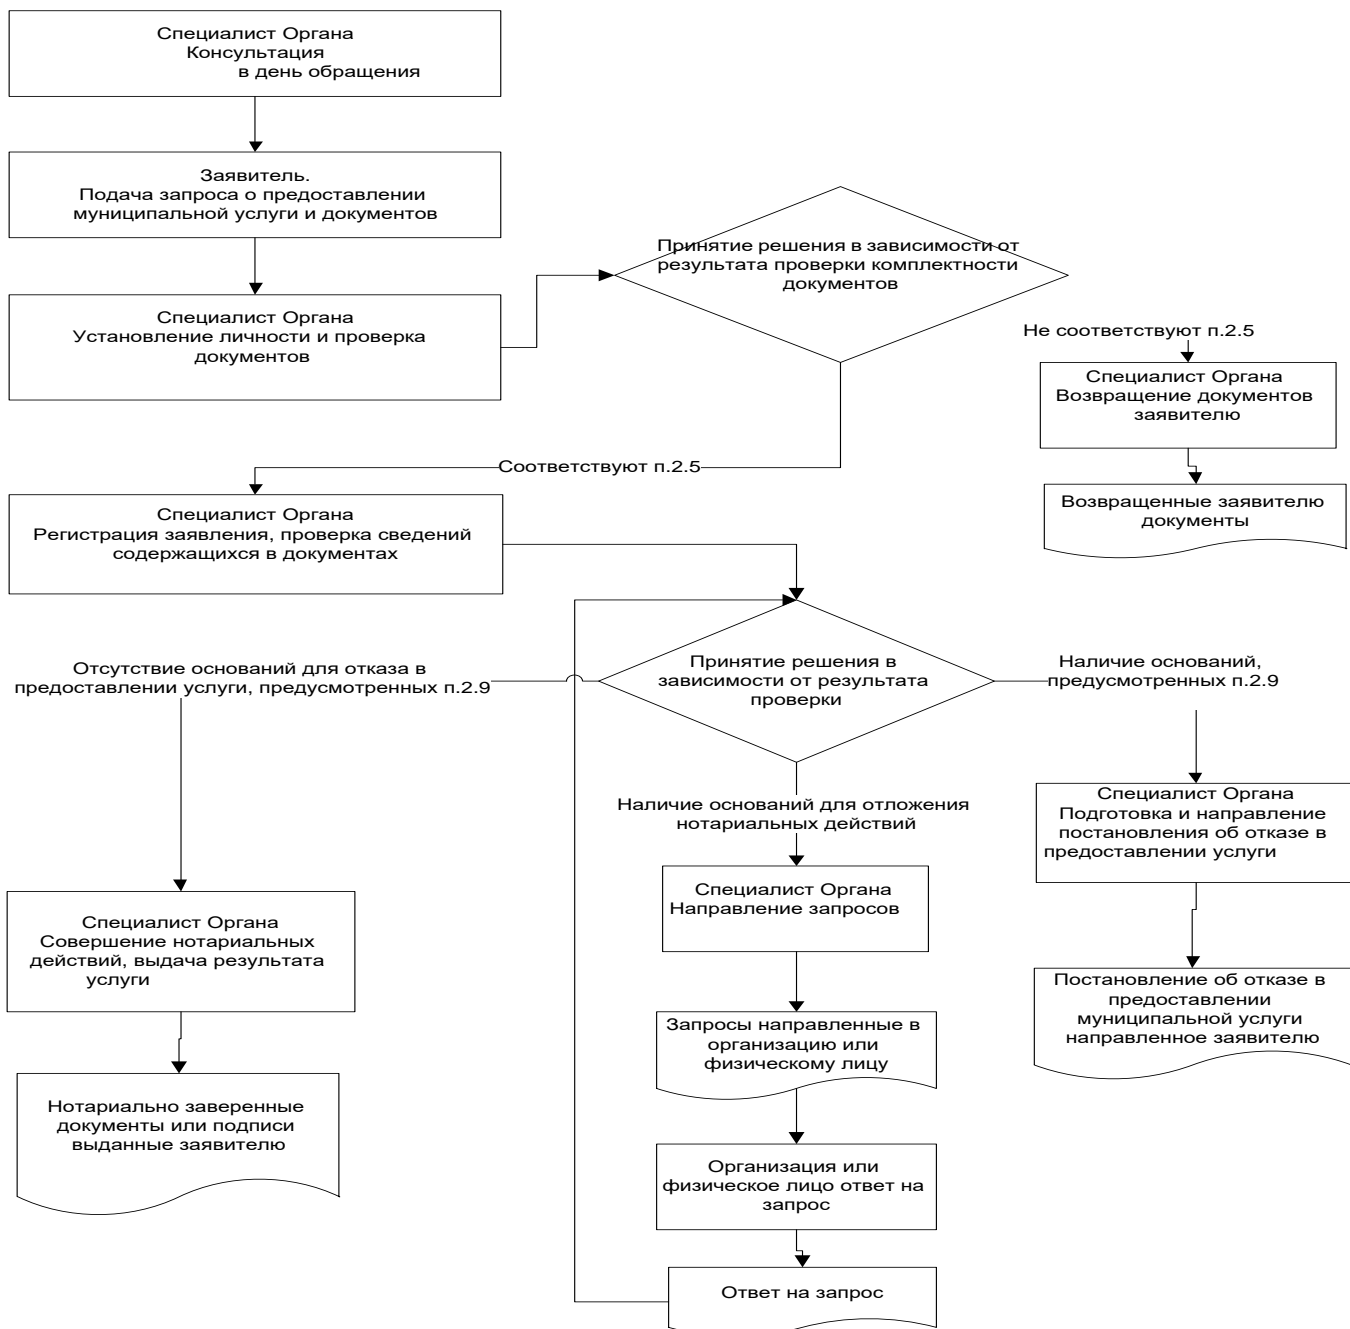 Специалист Органа
Консультация
в день обращения
Заявитель.
Подача запроса о предоставлении
муниципальной услуги и документов
Специалист Органа
Установление личности и проверка
документов
Принятие решения в зависимости от
результата проверки комплектности
документов
Не соответствуют п.2.5
Специалист Органа
Возвращение документов
заявителю
Возвращенные заявителю
документы
Соответствуют п.2.5
Специалист Органа
Регистрация заявления, проверка сведений
содержащихся в документах
Принятие решения в
зависимости от результата
проверки
Отсутствие оснований для отказа в
предоставлении услуги, предусмотренных п.2.9
Наличие оснований,
предусмотренных п.2.9
Наличие оснований для отложения
нотариальных действий
Специалист Органа
Подготовка и направление
постановления об отказе в
предоставлении услуги
Специалист Органа
Направление запросов
Специалист Органа
Совершение нотариальных
действий, выдача результата
услуги
Постановление об отказе в
предоставлении
муниципальной услуги
направленное заявителю
Запросы направленные в
организацию или
физическому лицу
Нотариально заверенные
документы или подписи
выданные заявителю
Организация или
физическое лицо ответ на
запрос
Ответ на запрос